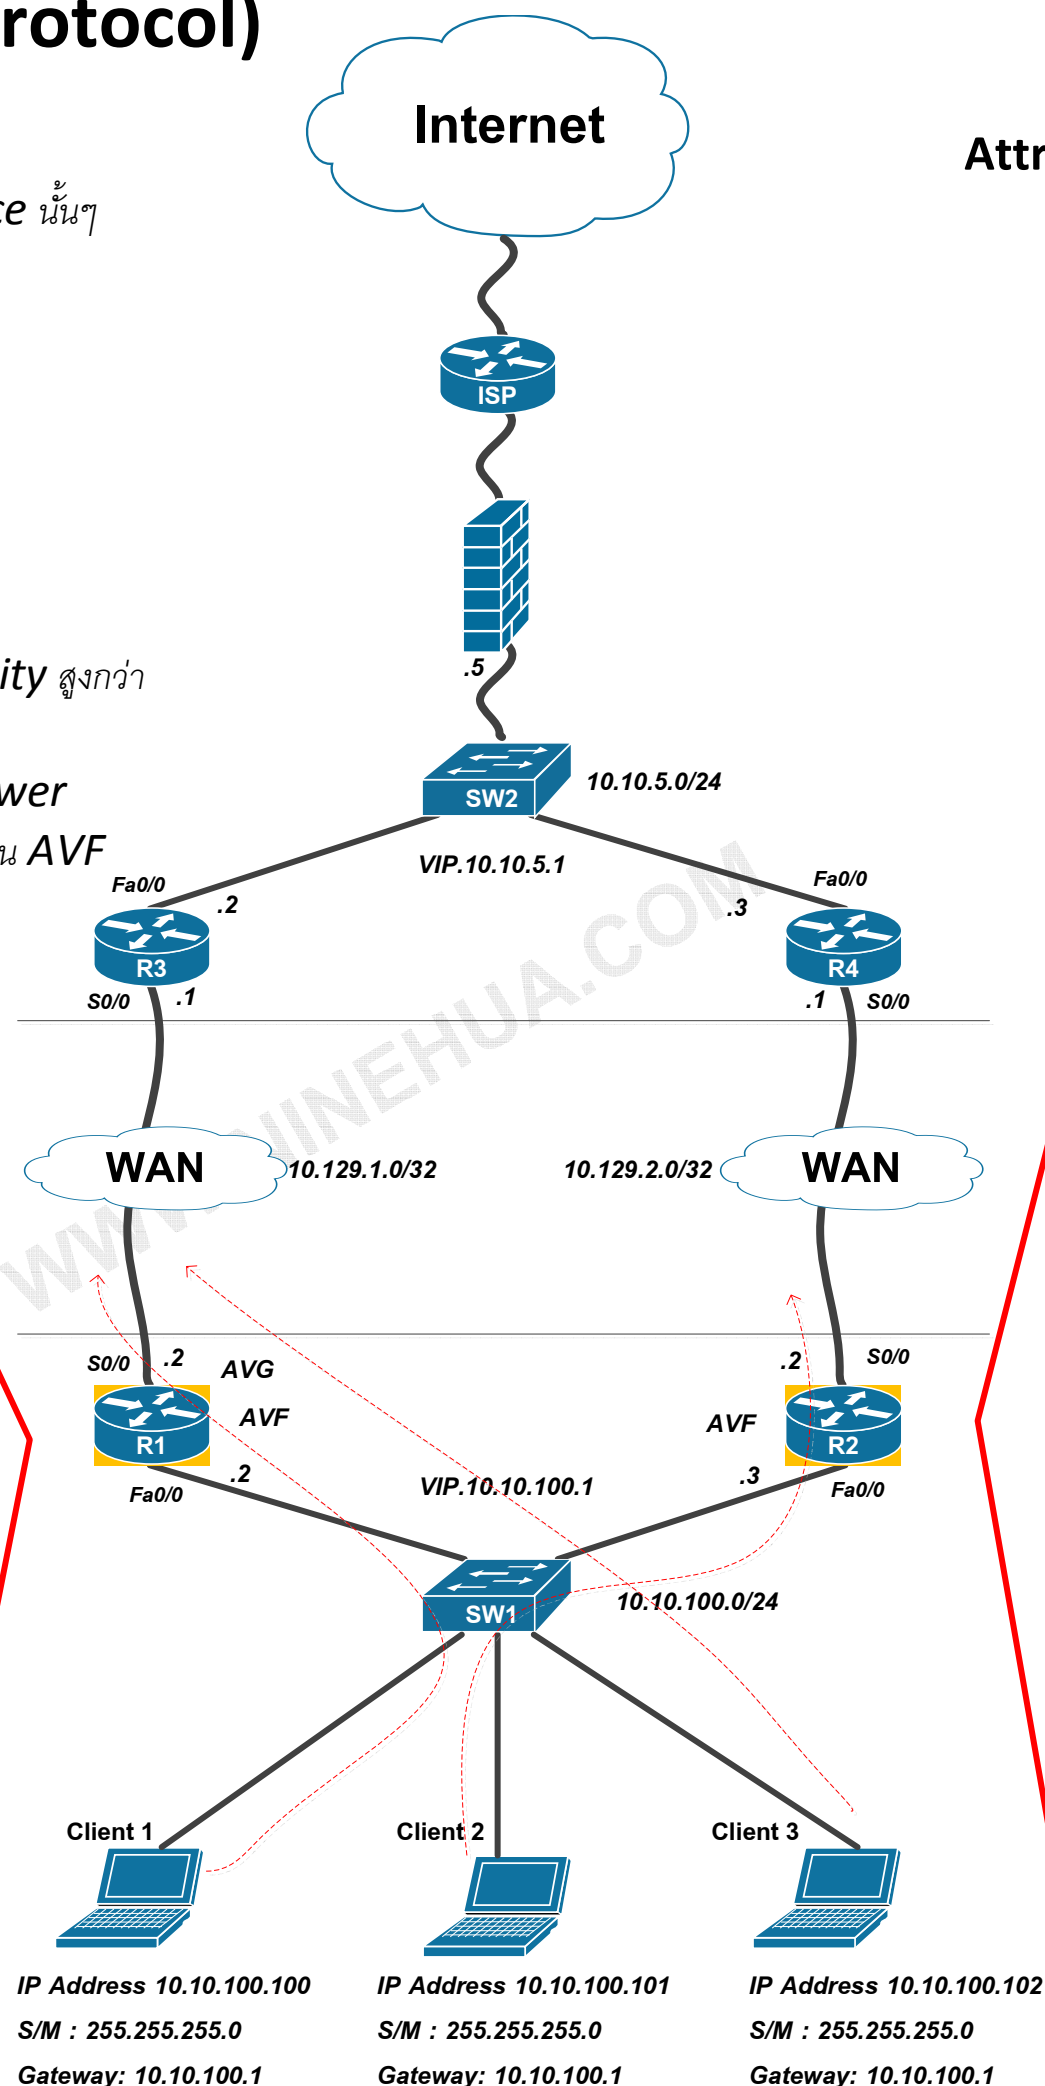 rotocol)
Internet
Attr
ce นั้นๆ
ISP
.5
ity สูงกว่า
SW2
10.10.5.0/24
wer
น AVF
VIP.10.10.5.1
Fa0/0
.2
.3
Fa0/0
R3
R4
S0/0
.1
.1
S0/0
WWW.NINEHUA.COM
WAN
10.129.1.0/32
10.129.2.0/32
WAN
S0/0
.2
AVG
.2
S0/0
AVF
AVF
R1
R2
.2
.3
Fa0/0
VIP.10.10.100.1
Fa0/0
SW1
10.10.100.0/24
Client 1
Client 2
Client 3
IP Address 10.10.100.100
S/M : 255.255.255.0
Gateway: 10.10.100.1
IP Address 10.10.100.101
S/M : 255.255.255.0
Gateway: 10.10.100.1
IP Address 10.10.100.102
S/M : 255.255.255.0
Gateway: 10.10.100.1